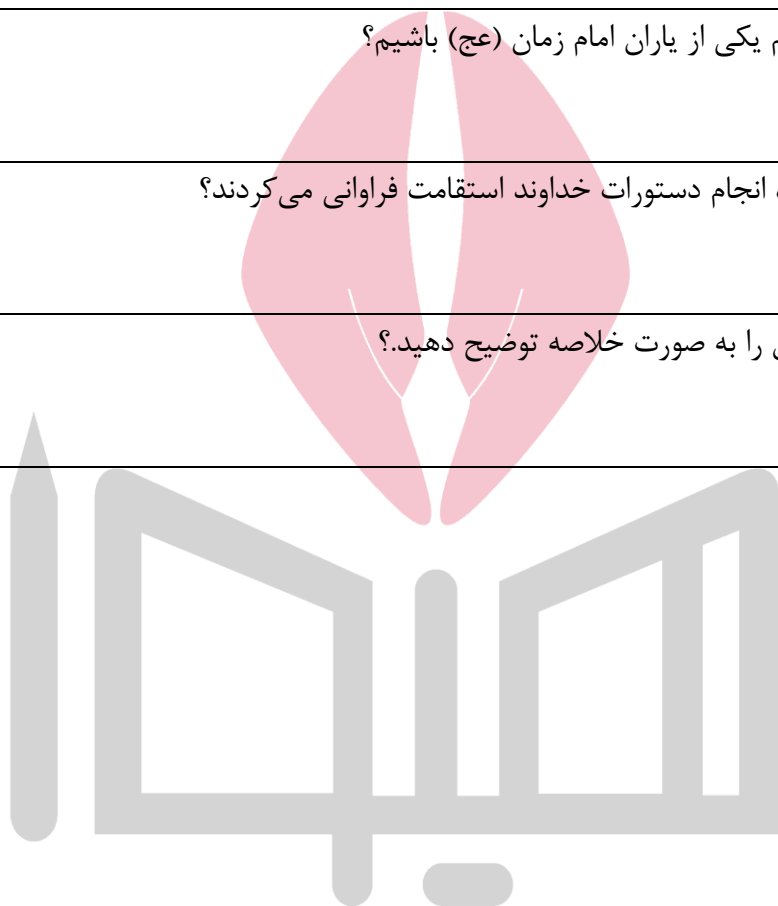 م یکی از یاران امام زمان (عج) باشیم؟
انجام دستورات خداوند استقامت فراوانی می‌کردند؟
را به صورت خلاصه توضیح دهید.؟